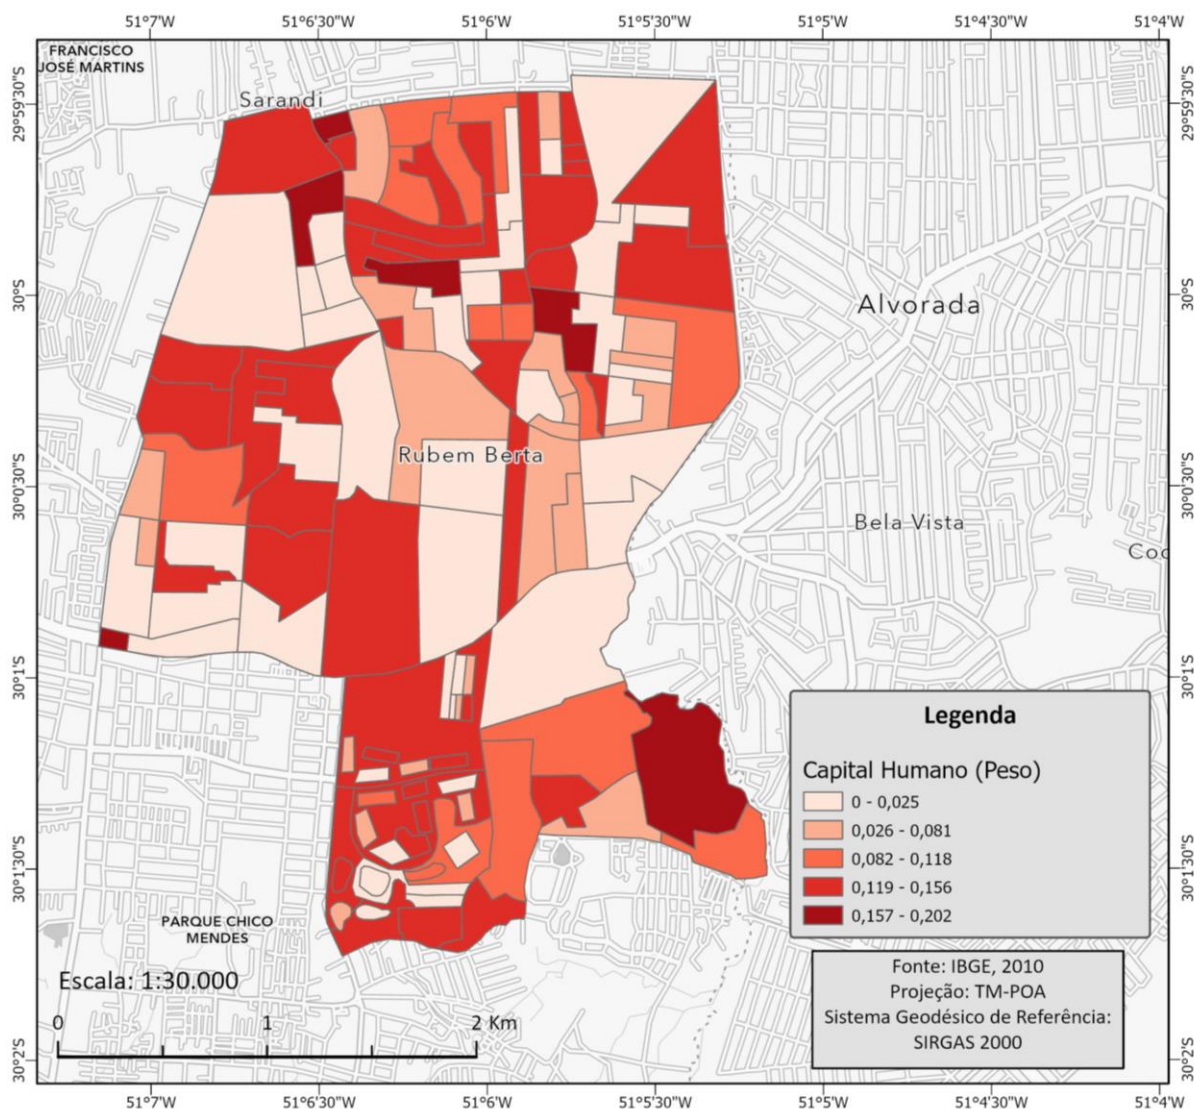 51°7'W 51°6'30"W 51°6'W 51°5'30"W 51°5'W 51°4'30"W 51°4'W
FRANCISCO
JOSÉ MARTINS
Sarandi
29°59'30"S 29°59'30"S
30°S 30°S
Alvorada
Rubem Berta
30°0'30"S 30°0'30"S
Bela Vista
Coc
30°1'S 30°1'S
Legenda
Capital Humano (Peso)
0 - 0,025
0,026 - 0,081
0,082 - 0,118
0,119 - 0,156
0,157 - 0,202
30°1'30"S 30°1'30"S
PARQUE CHICO
MENDES
Escala: 1:30.000
0 1 2 Km
Fonte: IBGE, 2010
Projeção: TM-POA
Sistema Geodésico de Referência:
SIRGAS 2000
30°2'S 30°2'S
51°7'W 51°6'30"W 51°6'W 51°5'30"W 51°5'W 51°4'30"W 51°4'W